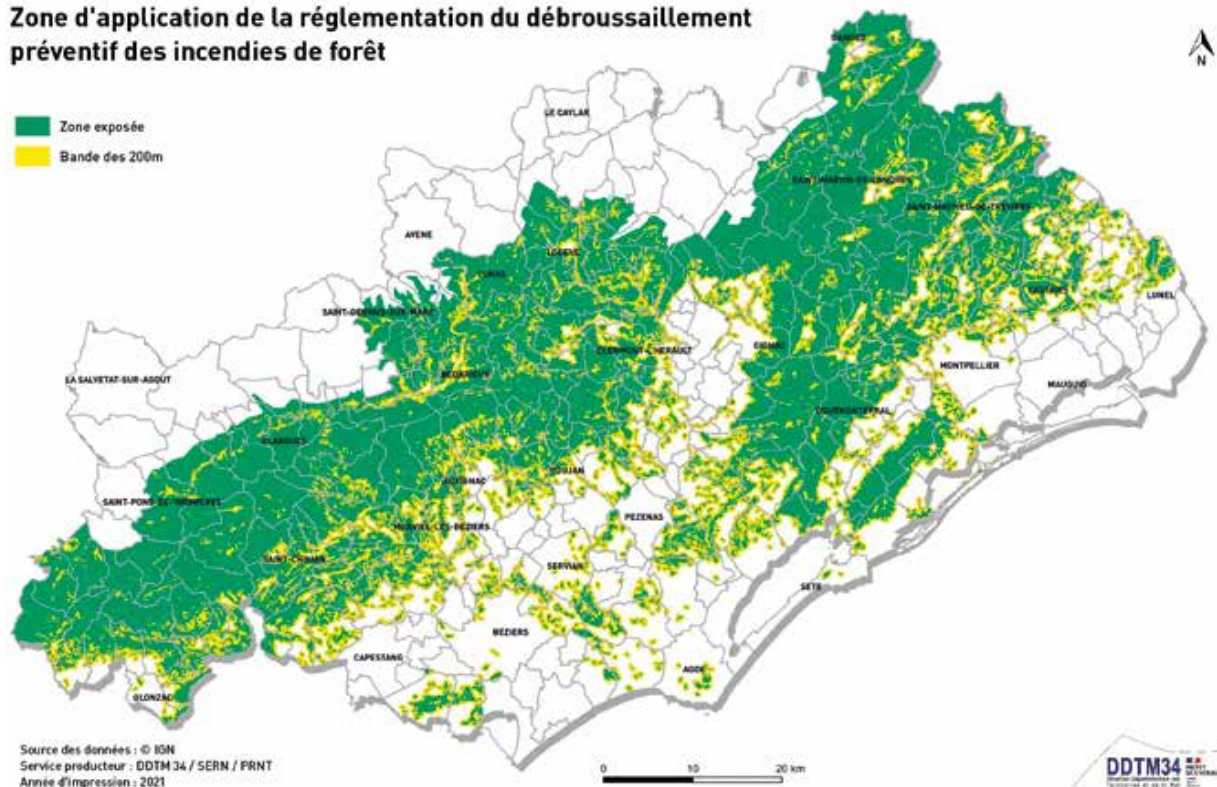 Zone d'application de la réglementation du débroussaillement
préventif des incendies de forêt
N
Zone exposée
Bande des 200m
GANGES
LE CAYLAR
SAINT-MARTIN-DE-LONDRES
SAINT-MATHIEU-DE-TREVIERS
AVENE
LODEVE
LUNAS
CASTRIES
LUNEL
SAINT-GERVAIS-SUR-MARE
CLERMONT-L'HERAULT
GIGNAC
MONTPELLIER
BEDARIEUX
LA SALVETAT-SUR-AGOUT
MAUGUIO
COURNONTERRAL
OLARGUES
ROUJAN
AUTIGNAC
SAINT-PONS-DE-THOMIERES
PEZENAS
MURVIEL-LES-BEZIERS
SAINT-CHINIAN
SERVIAN
SETE
BEZIERS
CAPESTANG
AGDE
OLONZAC
Source des données : © IGN
Service producteur : DDTM 34 / SERN / PRNT
Année d'impression : 2021
0 10 20 km
DDTM34